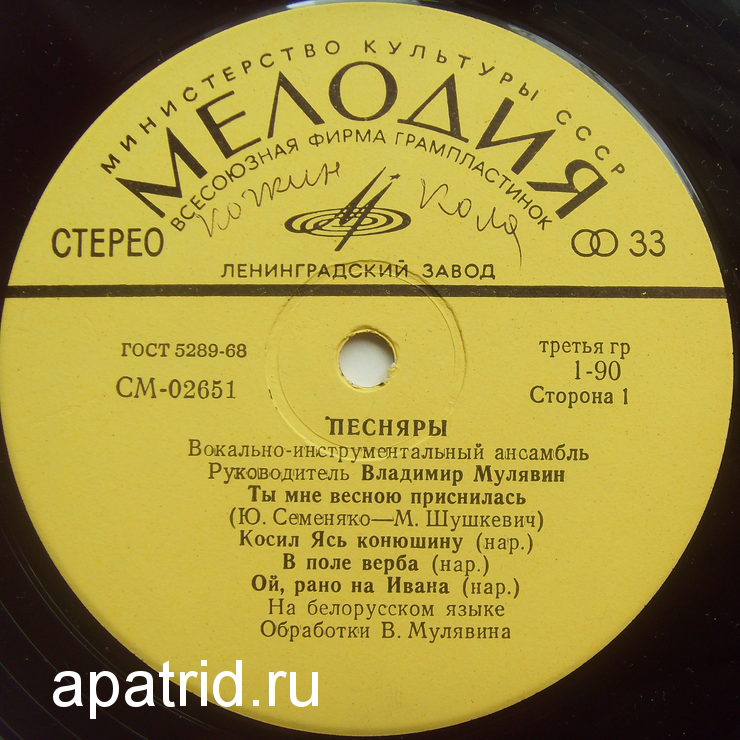 МИНИСТЕРСТВО КУЛЬТУРЫ СССР
МЕЛОДИЯ
ВСЕСОЮЗНАЯ ФИРМА ГРАМПЛАСТИНОК
кожин коля
СТЕРЕО
33
ЛЕНИНГРАДСКИЙ ЗАВОД
ГОСТ 5289-68
СМ-02651
третья гр
1-90
Сторона 1
ПЕСНЯРЫ
Вокально-инструментальный ансамбль
Руководитель Владимир Мулявин
Ты мне весною приснилась
(Ю. Семеняко—М. Шушкевич)
Косил Ясь конюшину (нар.)
В поле верба (нар.)
Ой, рано на Ивана (нар.)
На белорусском языке
Обработки В. Мулявина
apatrid.ru